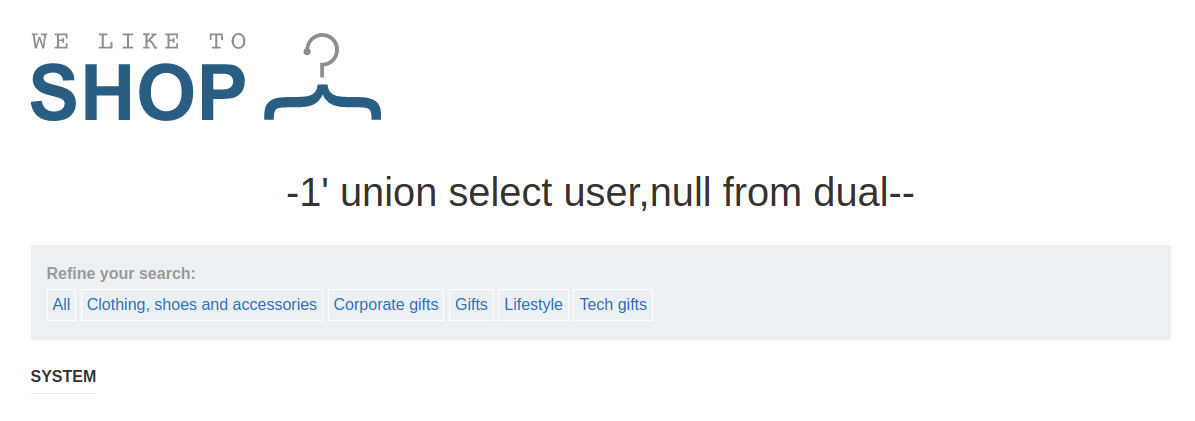 WE LIKE TO
SHOP
-1' union select user,null from dual--
Refine your search:
All Clothing, shoes and accessories Corporate gifts Gifts Lifestyle Tech gifts
SYSTEM